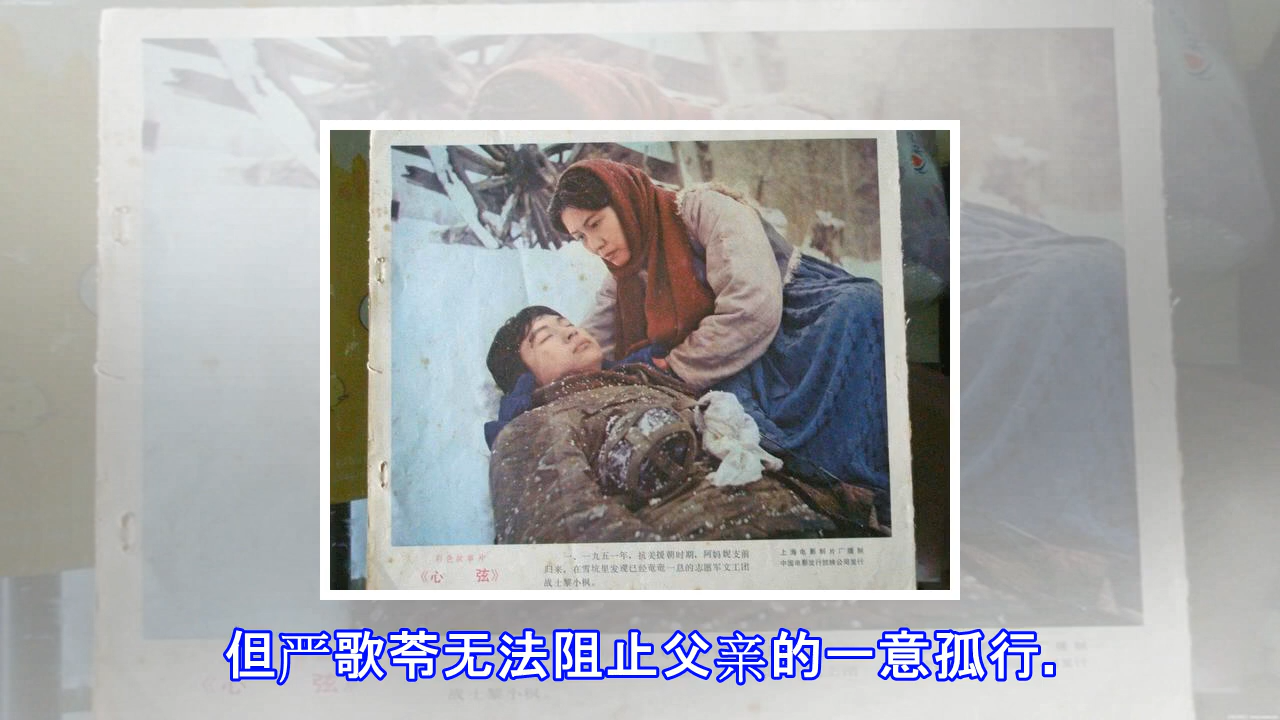 彩色故事片
《心 弦》
一、一九五一年，抗美援朝时期，阿妈妮支前
归来，在雪坑里发现已经奄奄一息的志愿军文工团
战士黎小枫。
上海电影制片厂摄制
中国电影发行放映公司发行
但严歌苓无法阻止父亲的一意孤行.